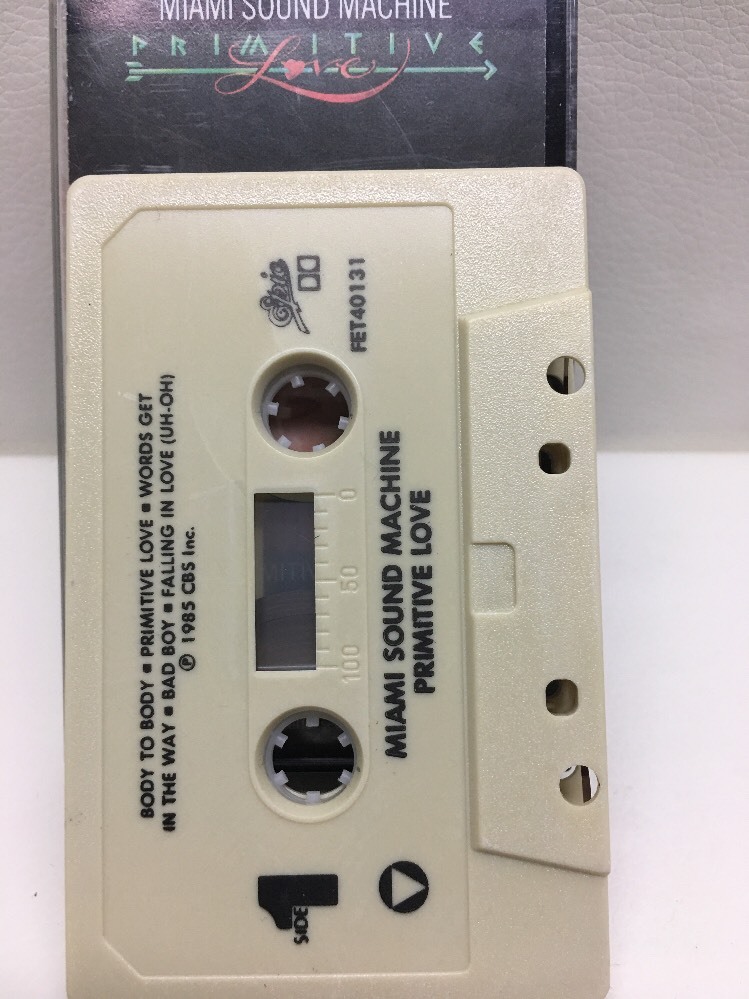 MIAMI SOUND MACHINE
PRIMITIVE
Love
Epic
FET40131
MIAMI SOUND MACHINE
PRIMITIVE LOVE
0 50 100
BODY TO BODY ▪ PRIMITIVE LOVE ▪ WORDS GET
IN THE WAY ▪ BAD BOY ▪ FALLING IN LOVE (UH-OH)
℗ 1985 CBS Inc.
SIDE 1